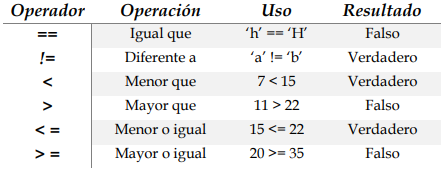 Operador Operación Uso Resultado
== Igual que ‘h’ == ‘H’ Falso
!= Diferente a ‘a’ != ‘b’ Verdadero
< Menor que 7 < 15 Verdadero
> Mayor que 11 > 22 Falso
< = Menor o igual 15 <= 22 Verdadero
> = Mayor o igual 20 >= 35 Falso